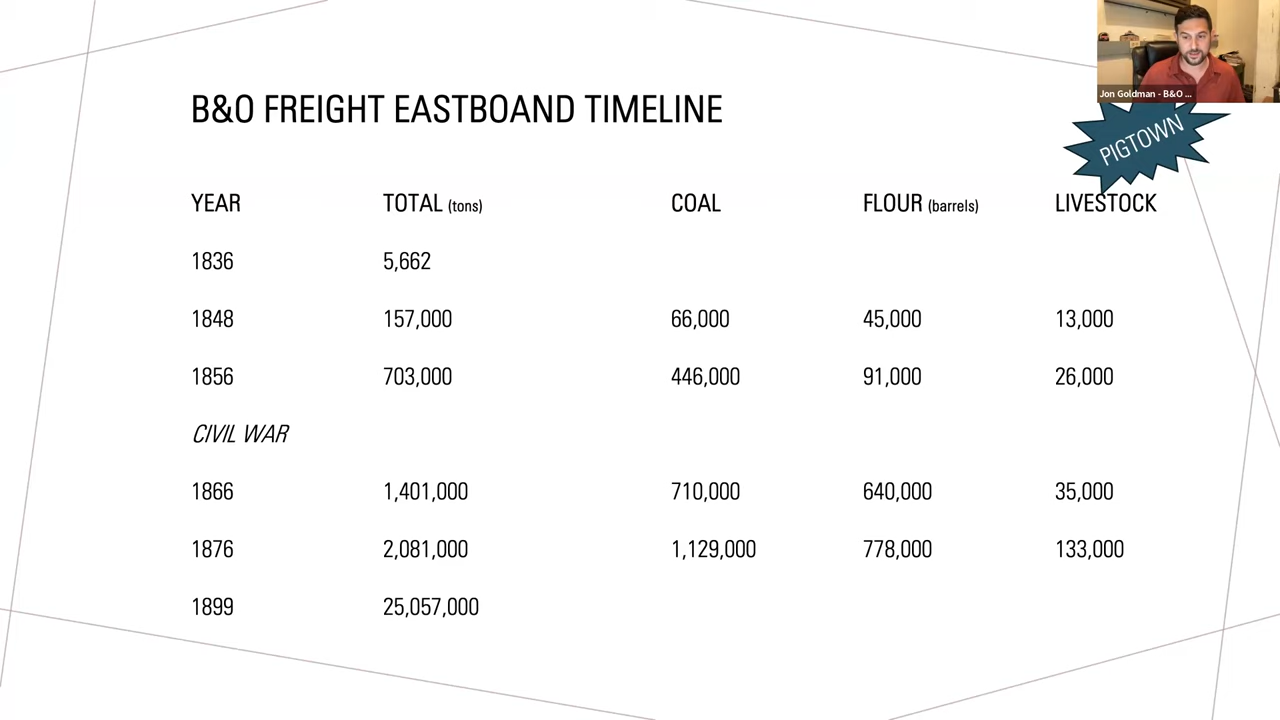 Jon Goldman - B&O ...
B&O FREIGHT EASTBOARD TIMELINE
PIGTOWN
YEAR TOTAL (tons) COAL FLOUR (barrels) LIVESTOCK
1836 5,662
1848 157,000 66,000 45,000 13,000
1856 703,000 446,000 91,000 26,000
CIVIL WAR
1866 1,401,000 710,000 640,000 35,000
1876 2,081,000 1,129,000 778,000 133,000
1899 25,057,000